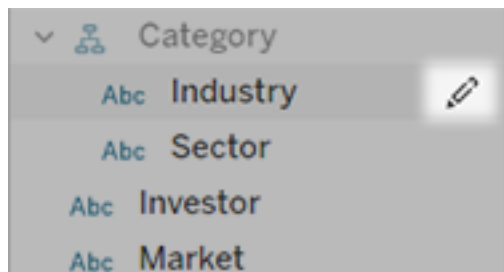 Category
Abc Industry
Abc Sector
Abc Investor
Abc Market